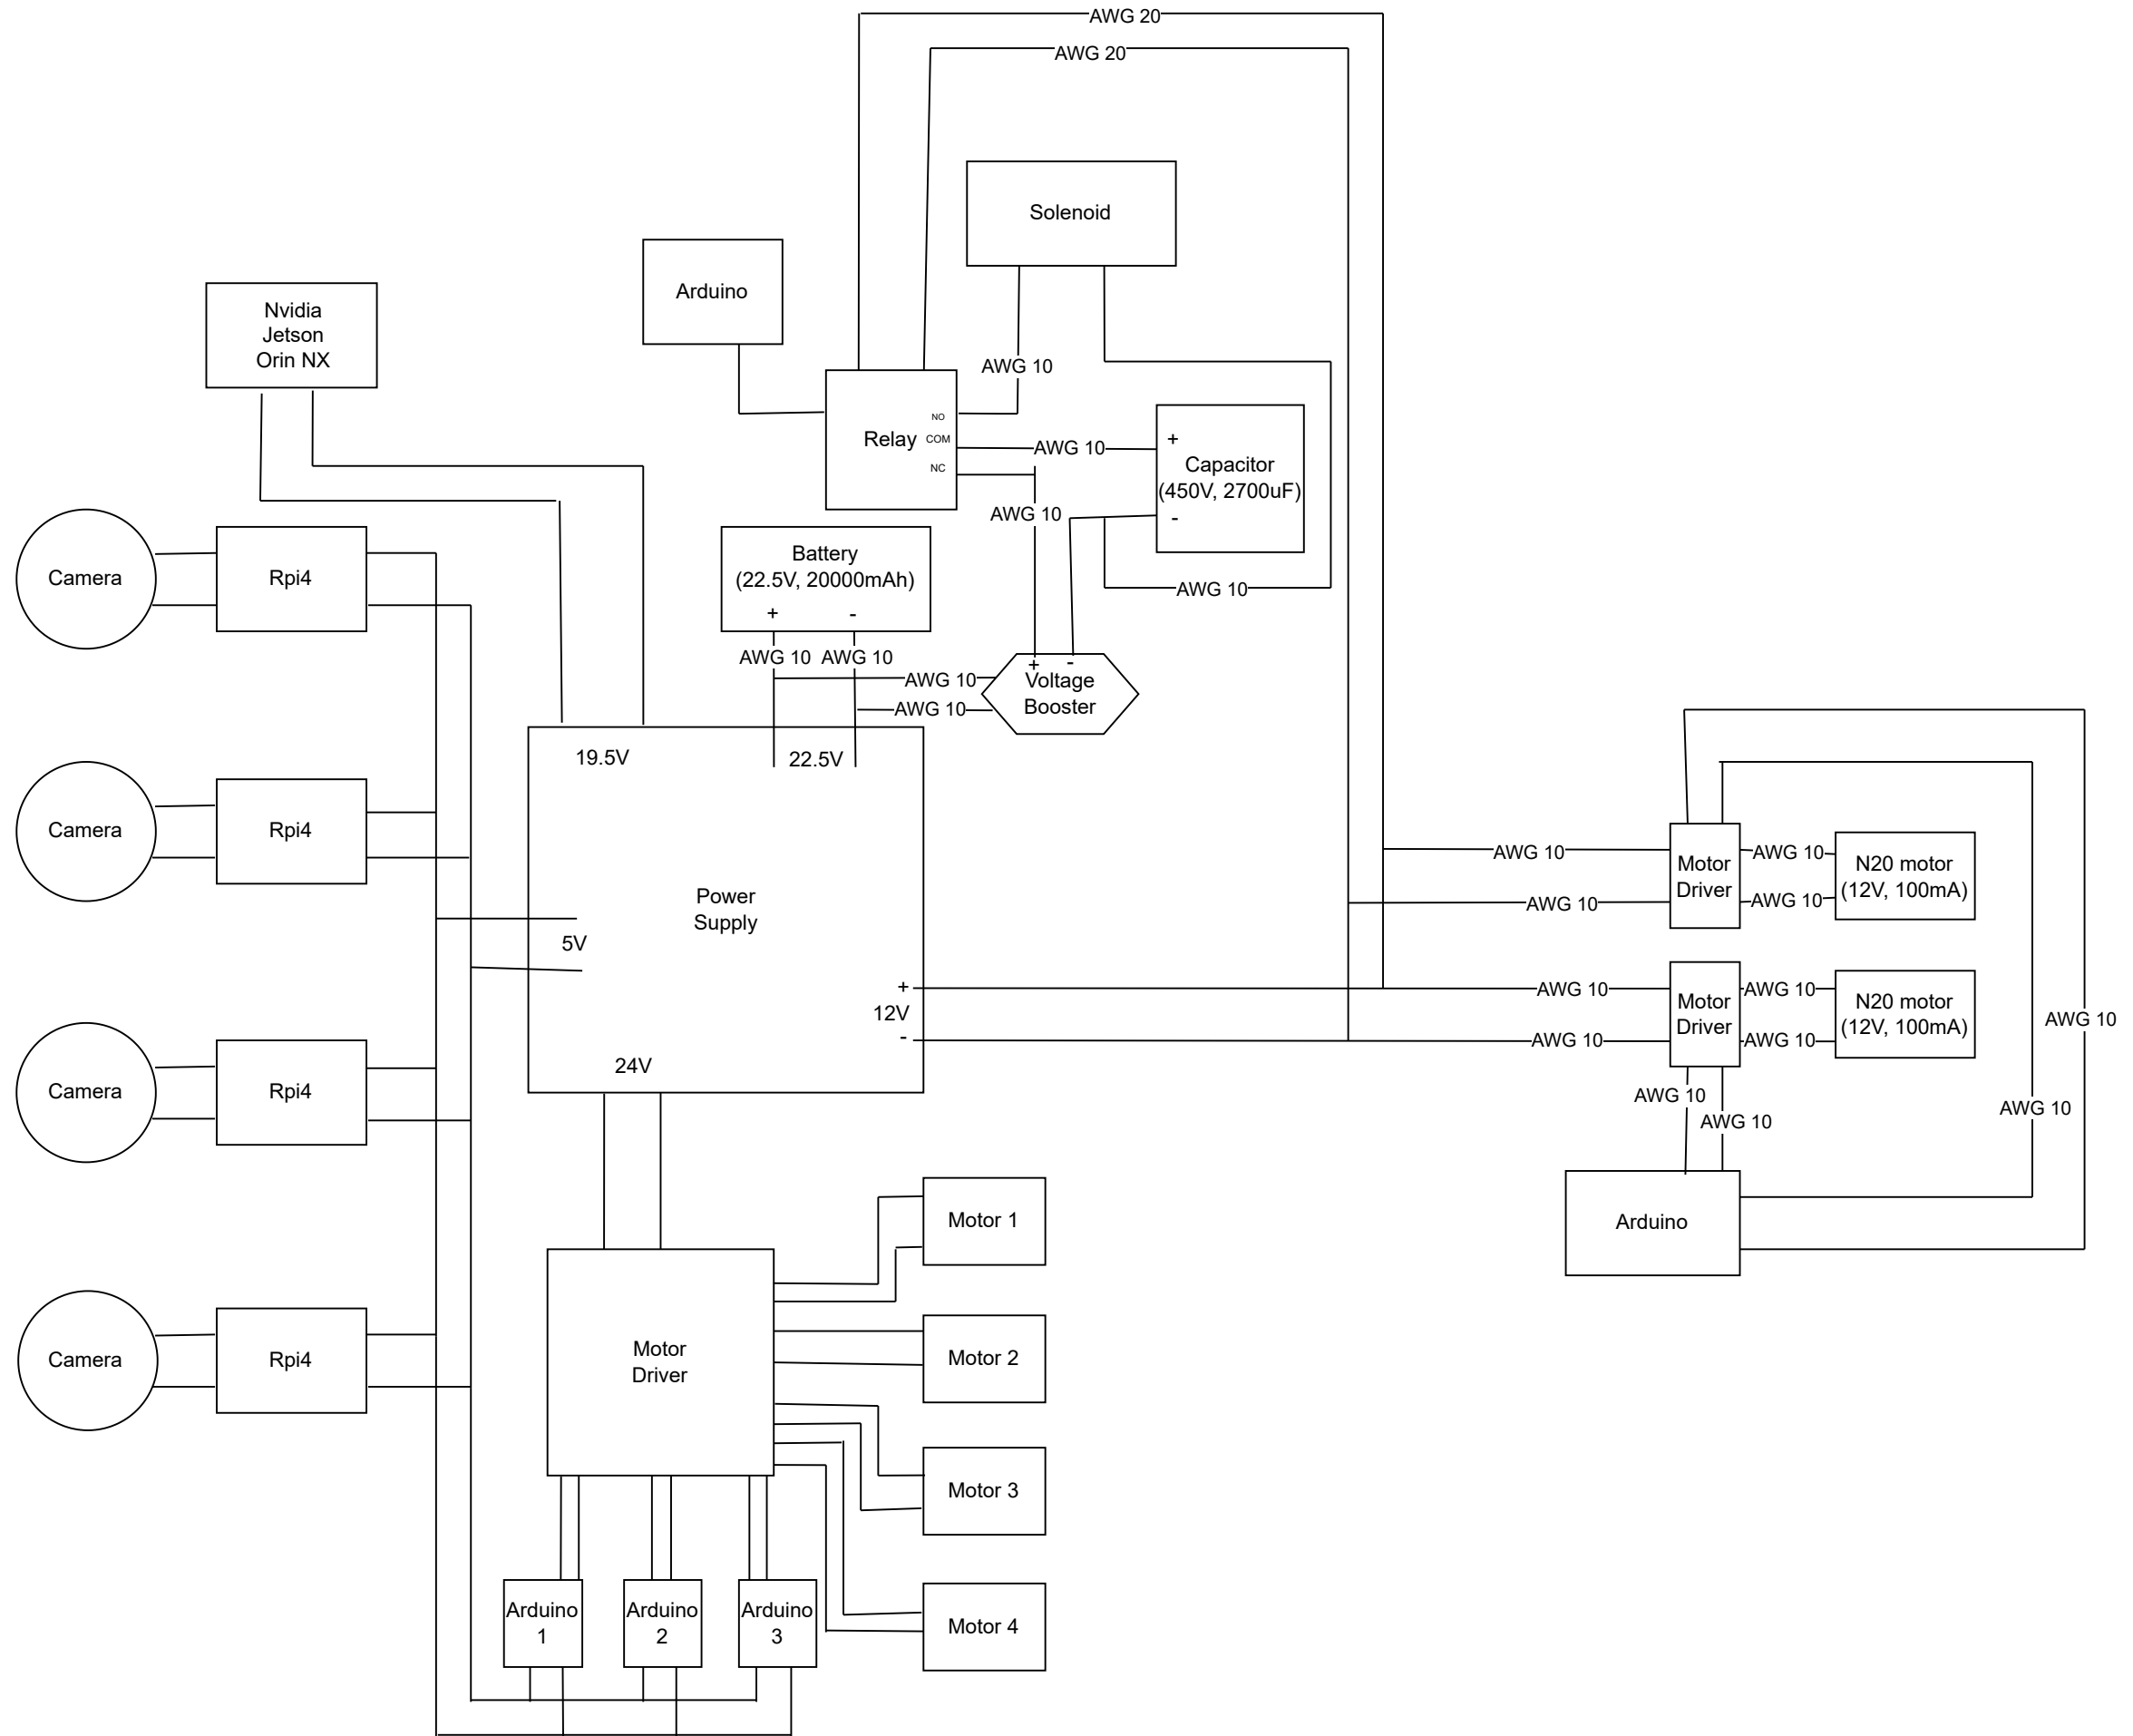 AWG 20
AWG 20
Solenoid
Arduino
Nvidia
Jetson
Orin NX
AWG 10
NO
Relay
COM
NC
AWG 10
+
Capacitor
(450V, 2700uF)
-
AWG 10
AWG 10
Battery
(22.5V, 20000mAh)
+ -
AWG 10
AWG 10
AWG 10
AWG 10
+ -
Voltage
Booster
Camera
Rpi4
Camera
Rpi4
Camera
Rpi4
Camera
Rpi4
19.5V
22.5V
Power
Supply
5V
+
12V
-
24V
AWG 10
AWG 10
Motor
Driver
AWG 10
AWG 10
N20 motor
(12V, 100mA)
AWG 10
AWG 10
Motor
Driver
AWG 10
AWG 10
N20 motor
(12V, 100mA)
AWG 10
AWG 10
AWG 10
AWG 10
Arduino
Motor
Driver
Motor 1
Motor 2
Motor 3
Motor 4
Arduino
1
Arduino
2
Arduino
3